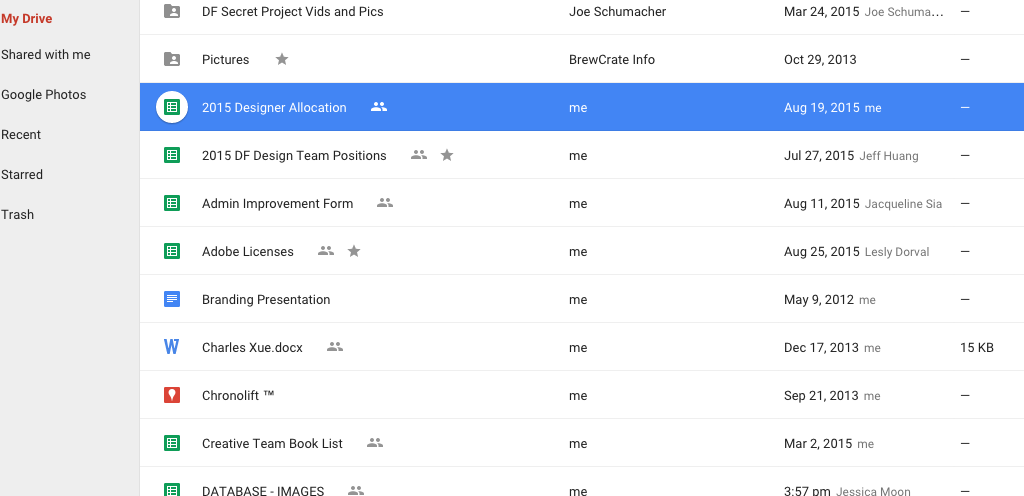 My Drive
Shared with me
Google Photos
Recent
Starred
Trash
DF Secret Project Vids and Pics Joe Schumacher Mar 24, 2015 Joe Schuma... —
Pictures BrewCrate Info Oct 29, 2013 —
2015 Designer Allocation me Aug 19, 2015 me —
2015 DF Design Team Positions me Jul 27, 2015 Jeff Huang —
Admin Improvement Form me Aug 11, 2015 Jacqueline Sia —
Adobe Licenses me Aug 25, 2015 Lesly Dorval —
Branding Presentation me May 9, 2012 me —
W Charles Xue.docx me Dec 17, 2013 me 15 KB
Chronolift ™ me Sep 21, 2013 me —
Creative Team Book List me Mar 2, 2015 me —
DATABASE - IMAGES me 3:57 pm Jessica Moon —